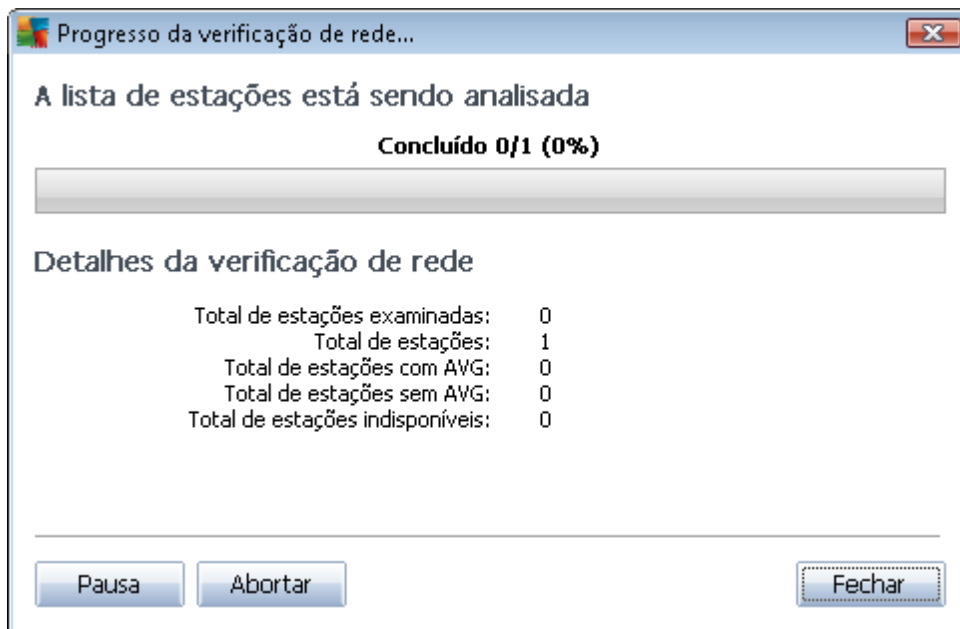 Progresso da verificação de rede...
A lista de estações está sendo analisada
Concluído 0/1 (0%)
Detalhes da verificação de rede
Total de estações examinadas: 0
Total de estações: 1
Total de estações com AVG: 0
Total de estações sem AVG: 0
Total de estações indisponíveis: 0
Pausa Abortar Fechar